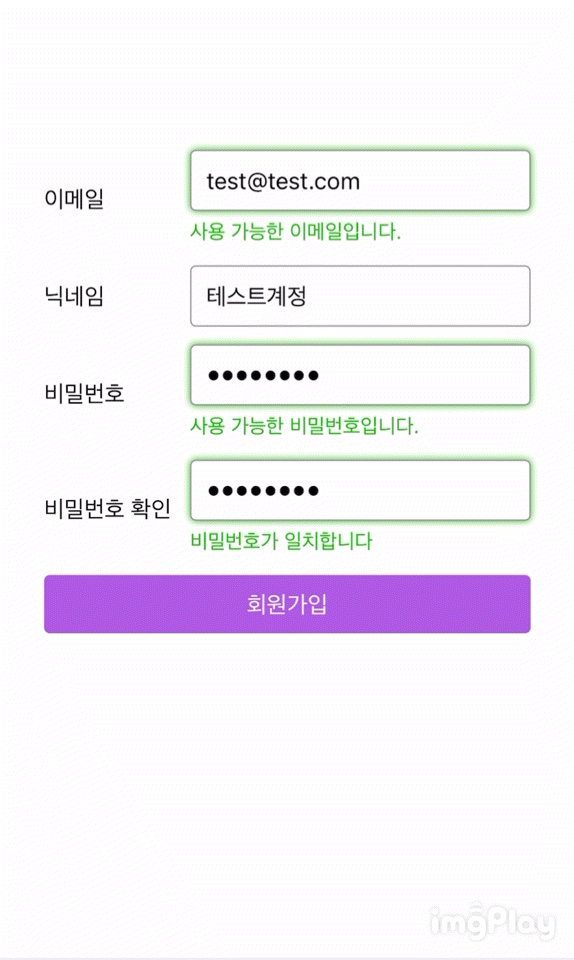 이메일
test@test.com
사용 가능한 이메일입니다.
닉네임
테스트계정
비밀번호
●●●●●●●●
사용 가능한 비밀번호입니다.
비밀번호 확인
●●●●●●●●
비밀번호가 일치합니다
회원가입
imgPlay